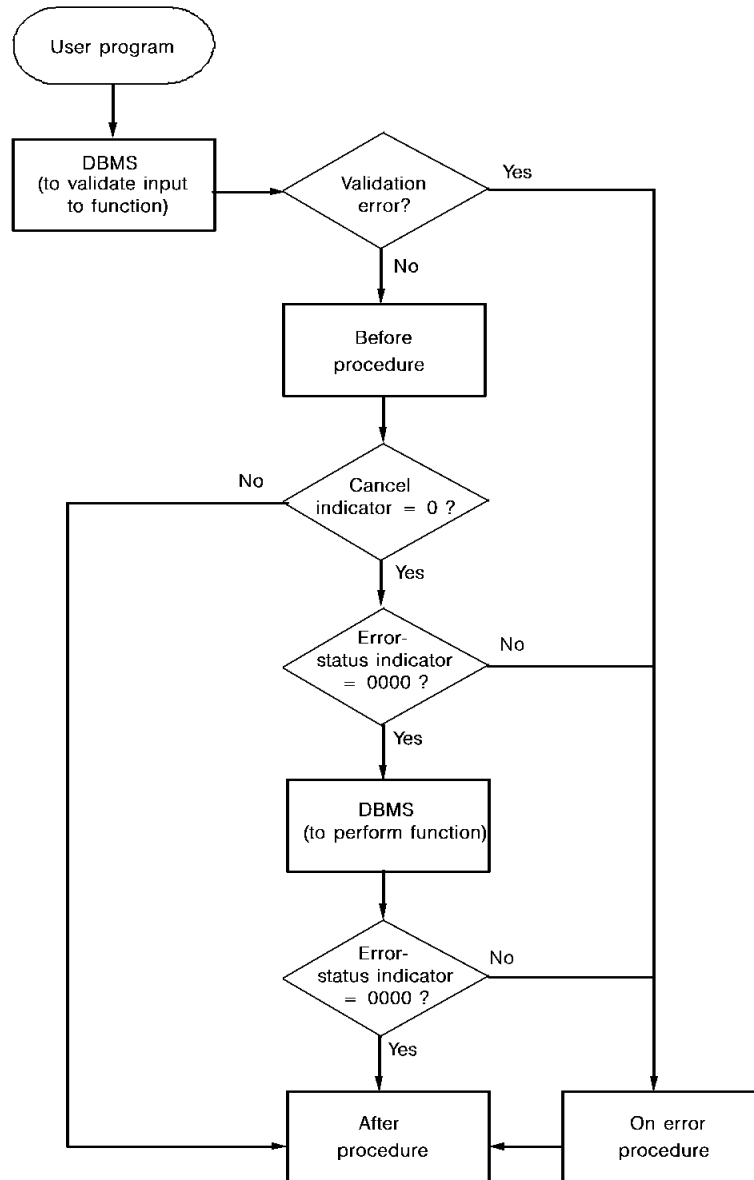 User program
DBMS
(to validate input
to function)
Validation
error?
Yes
No
Before
procedure
No
Cancel
indicator = 0 ?
Yes
Error-
status indicator
= 0000 ?
No
Yes
DBMS
(to perform function)
Error-
status indicator
= 0000 ?
No
Yes
After
procedure
On error
procedure